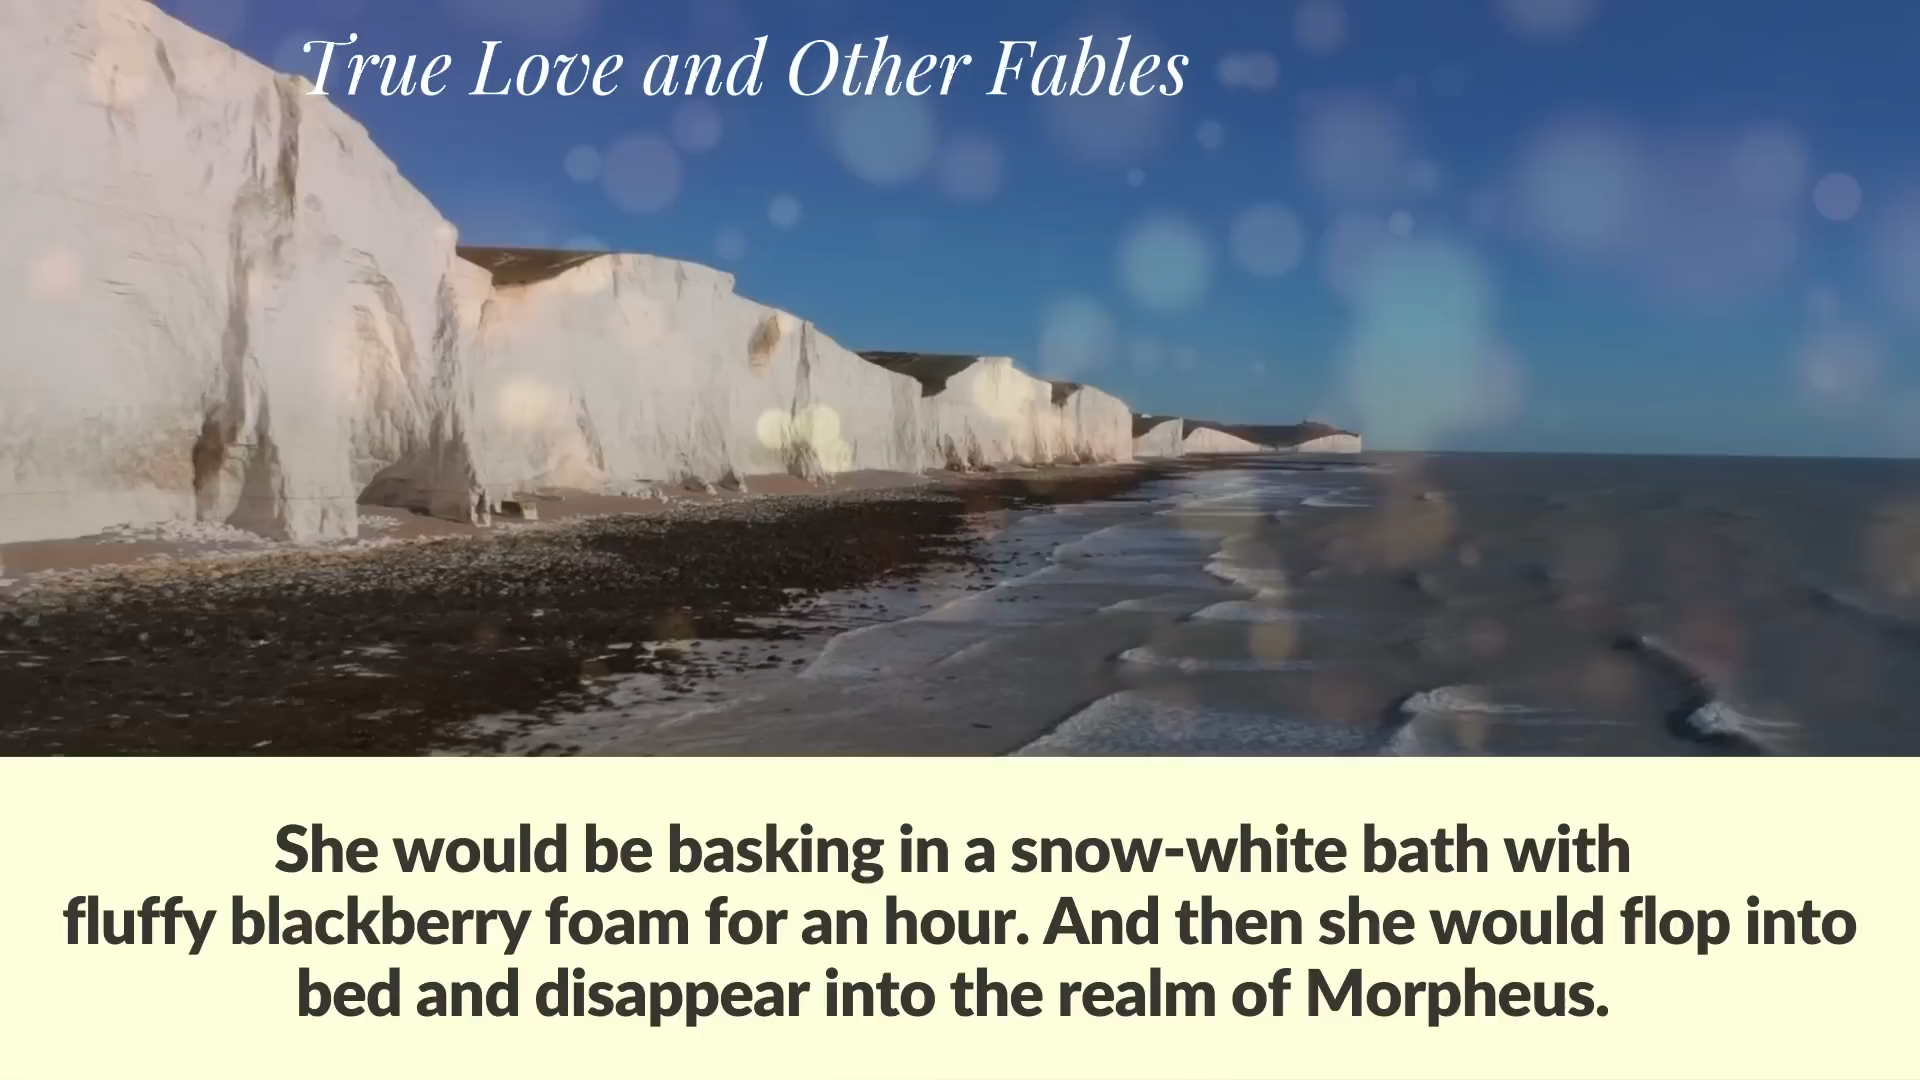 True Love and Other Fables
She would be basking in a snow-white bath with
fluffy blackberry foam for an hour. And then she would flop into
bed and disappear into the realm of Morpheus.